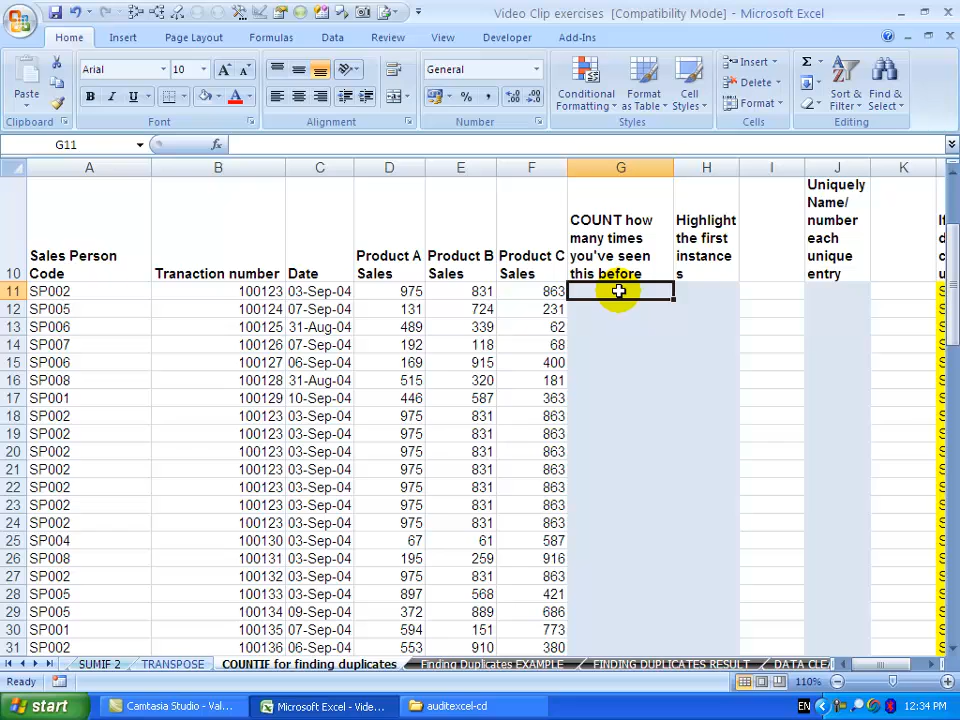 Video Clip exercises [Compatibility Mode] - Microsoft Excel
Home Insert Page Layout Formulas Data Review View Developer Add-Ins
Paste
Arial 10
General
Conditional Formatting
Format as Table
Cell Styles
Insert
Delete
Format
Sort & Filter
Find & Select
Clipboard Font Alignment Number Styles Cells Editing
G11 fx
A B C D E F G H I J K
10 Sales Person Code Tranaction number Date Product A Sales Product B Sales Product C Sales COUNT how many times you've seen this before Highlight the first instance s Uniquely Name/ number each unique entry
11 SP002 100123 03-Sep-04 975 831 863
12 SP005 100124 07-Sep-04 131 724 231
13 SP006 100125 31-Aug-04 489 339 62
14 SP007 100126 07-Sep-04 192 118 68
15 SP006 100127 06-Sep-04 169 915 400
16 SP008 100128 31-Aug-04 515 320 181
17 SP001 100129 10-Sep-04 446 587 363
18 SP002 100123 03-Sep-04 975 831 863
19 SP002 100123 03-Sep-04 975 831 863
20 SP002 100123 03-Sep-04 975 831 863
21 SP002 100123 03-Sep-04 975 831 863
22 SP002 100123 03-Sep-04 975 831 863
23 SP002 100123 03-Sep-04 975 831 863
24 SP002 100123 03-Sep-04 975 831 863
25 SP004 100130 03-Sep-04 67 61 587
26 SP008 100131 03-Sep-04 195 259 916
27 SP002 100132 03-Sep-04 975 831 863
28 SP005 100133 03-Sep-04 897 568 421
29 SP005 100134 09-Sep-04 372 889 686
30 SP001 100135 07-Sep-04 594 151 773
31 SP006 100136 06-Sep-04 553 910 380
SUMIF 2 TRANSPOSE COUNTIF for finding duplicates Finding Duplicates EXAMPLE FINDING DUPLICATES RESULT DATA CLEA
Ready 110%
start Camtasia Studio - Val... Microsoft Excel - Vide... auditexcel-cd EN 12:34 PM